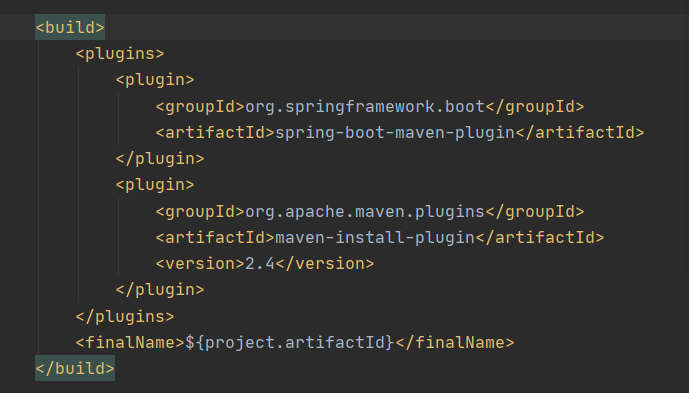 <build>
<plugins>
<plugin>
<groupId>org.springframework.boot</groupId>
<artifactId>spring-boot-maven-plugin</artifactId>
</plugin>
<plugin>
<groupId>org.apache.maven.plugins</groupId>
<artifactId>maven-install-plugin</artifactId>
<version>2.4</version>
</plugin>
</plugins>
<finalName>${project.artifactId}</finalName>
</build>